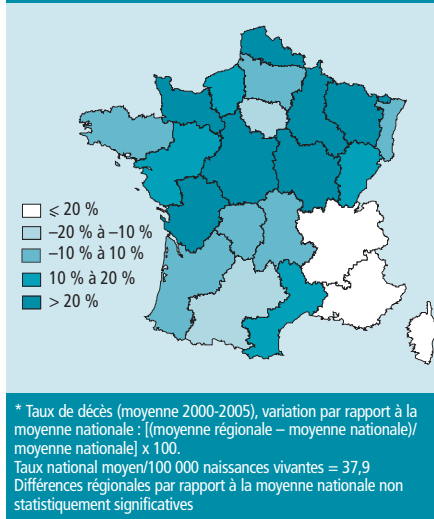 ⩽ 20 %
–20 % à –10 %
–10 % à 10 %
10 % à 20 %
> 20 %
* Taux de décès (moyenne 2000-2005), variation par rapport à la
moyenne nationale : [(moyenne régionale – moyenne nationale)/
moyenne nationale] x 100.
Taux national moyen/100 000 naissances vivantes = 37,9
Différences régionales par rapport à la moyenne nationale non
statistiquement significatives